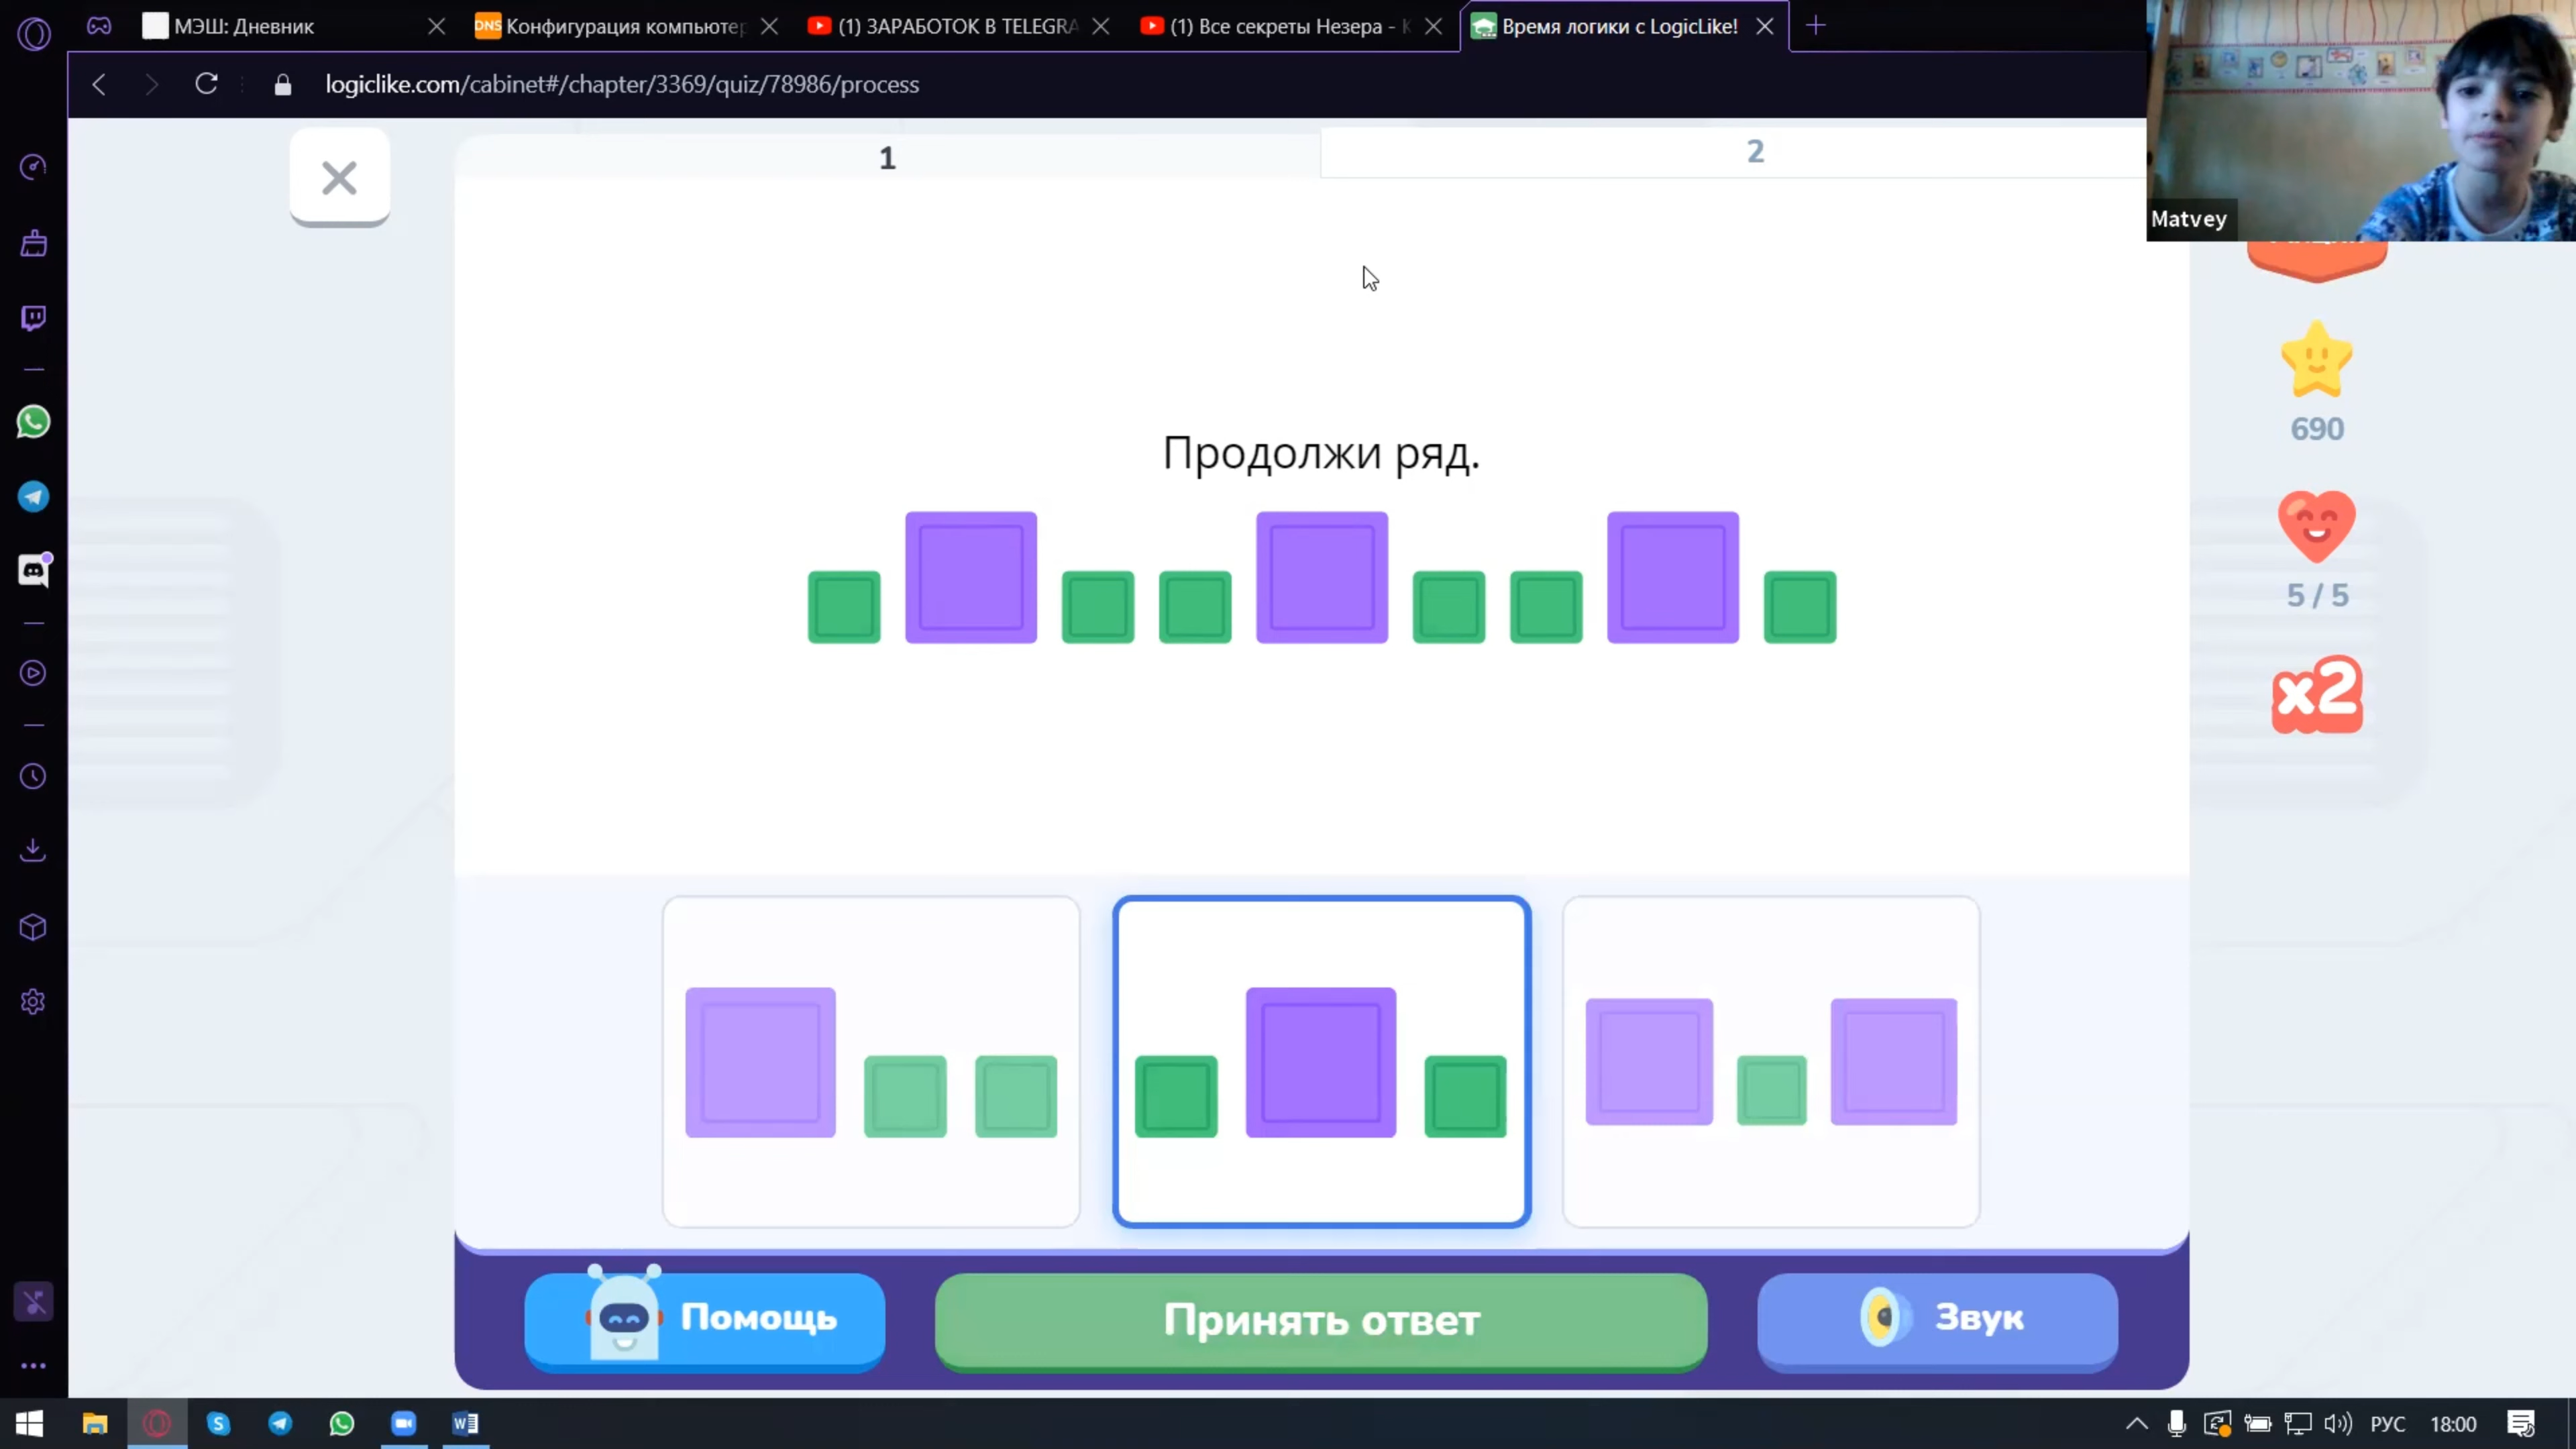 МЭШ: Дневник
DNS Конфигурация компьютер
(1) ЗАРАБОТОК В TELEGRA
(1) Все секреты Незера - К
Время логики с LogicLike!
logiclike.com/cabinet#/chapter/3369/quiz/78986/process
Matvey
1
2
690
Продолжи ряд.
5 / 5
x2
Помощь
Принять ответ
Звук
РУС
18:00